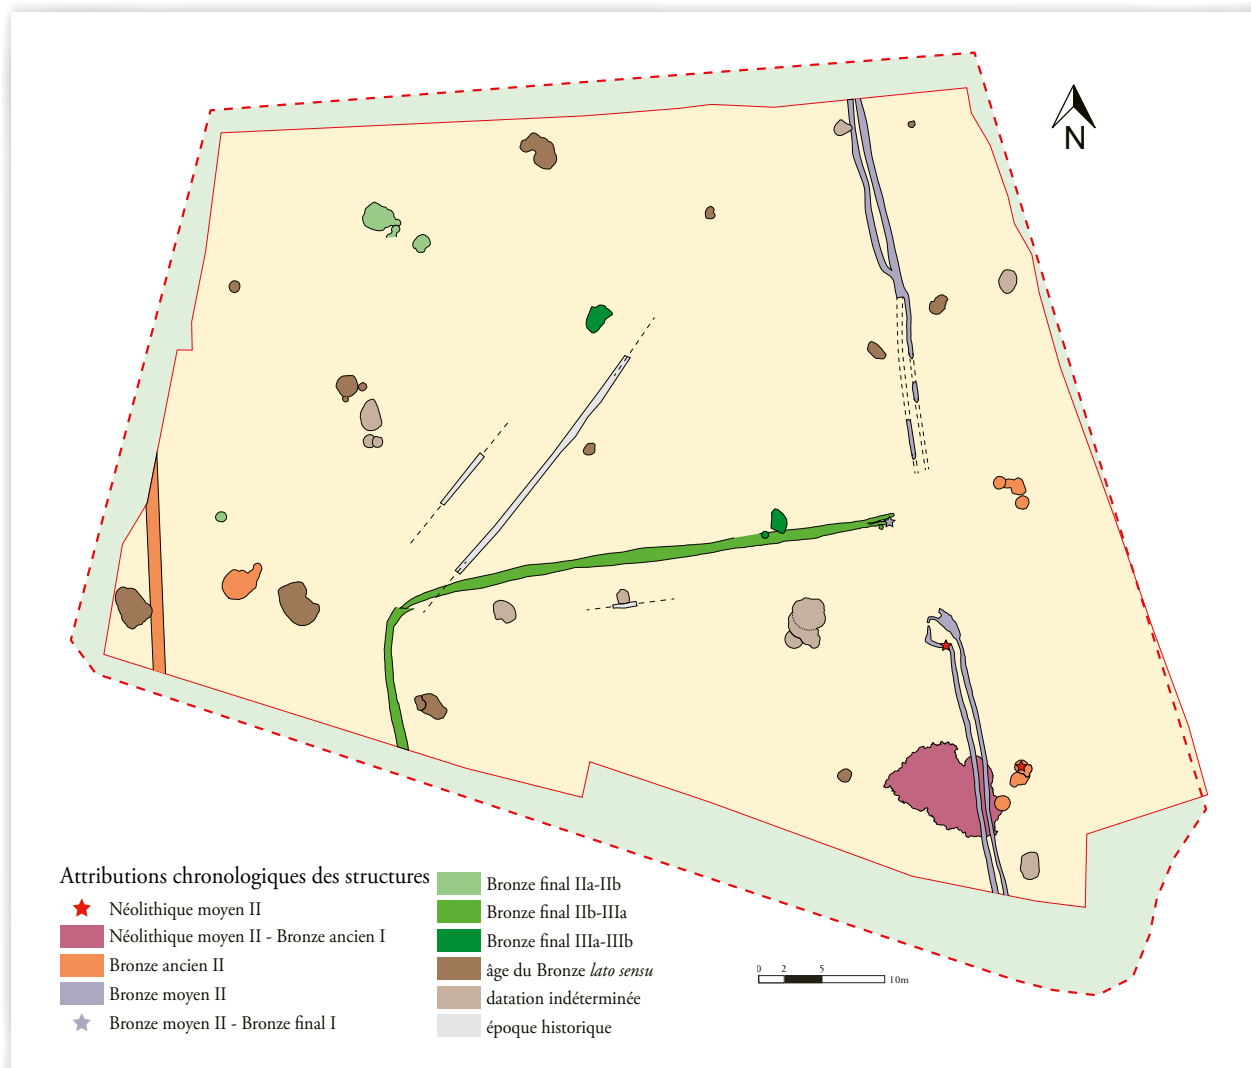 N
Attributions chronologiques des structures
Néolithique moyen II
Néolithique moyen II - Bronze ancien I
Bronze ancien II
Bronze moyen II
Bronze moyen II - Bronze final I
Bronze final IIa-IIb
Bronze final IIb-IIIa
Bronze final IIIa-IIIb
âge du Bronze lato sensu
datation indéterminée
époque historique
0 2 5 10m